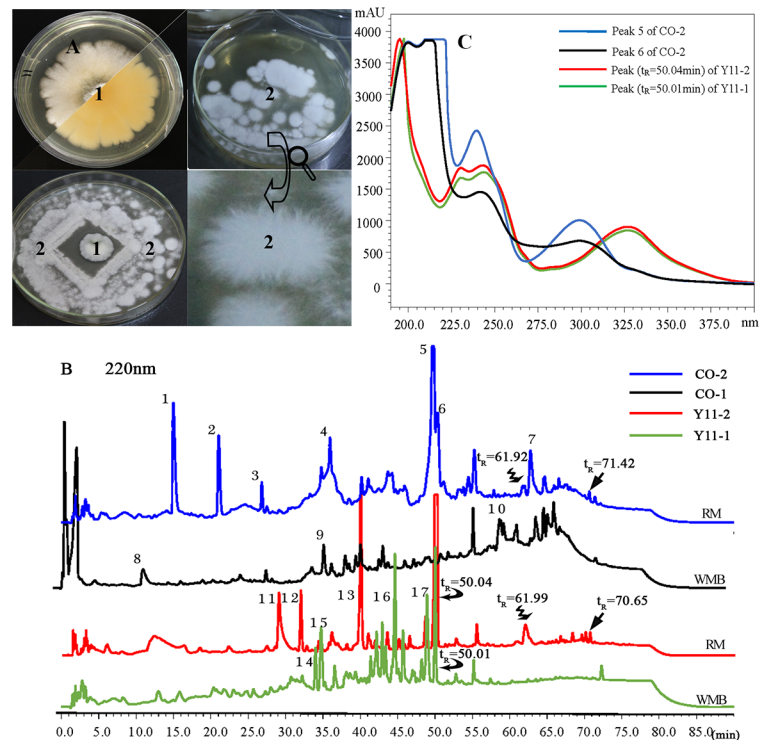 A
1
2
2
1
2
2
mAU
C
4000
3500
3000
2500
2000
1500
1000
500
0
Peak 5 of CO-2
Peak 6 of CO-2
Peak (tR=50.04min) of Y11-2
Peak (tR=50.01min) of Y11-1
200.0 225.0 250.0 275.0 300.0 325.0 350.0 375.0 nm
B 220nm
CO-2
CO-1
Y11-2
Y11-1
1
2
3
4
5
6
tR=61.92
7
tR=71.42
RM
8
9
10
WMB
11
12
13
16
17
tR=50.04
tR=61.99
tR=70.65
RM
14
15
tR=50.01
WMB
0.0 5.0 10.0 15.0 20.0 25.0 30.0 35.0 40.0 45.0 50.0 55.0 60.0 65.0 70.0 75.0 80.0 85.0 (min)